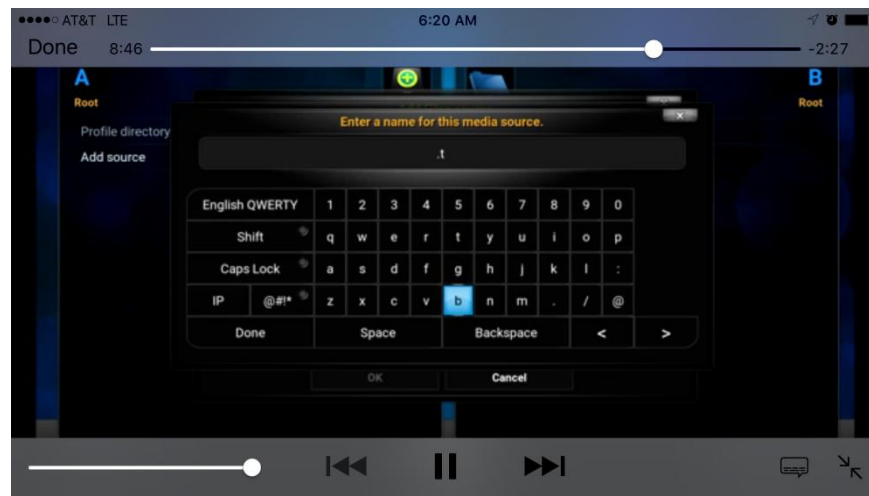 AT&T LTE 6:20 AM
Done 8:46 -2:27
A B
Root Root
Enter a name for this media source.
x
Profile directory
.t
Add source
English QWERTY 1 2 3 4 5 6 7 8 9 0
Shift q w e r t y u i o p
Caps Lock a s d f g h j k l :
IP @#!* z x c v b n m . / @
Done Space Backspace < >
OK Cancel